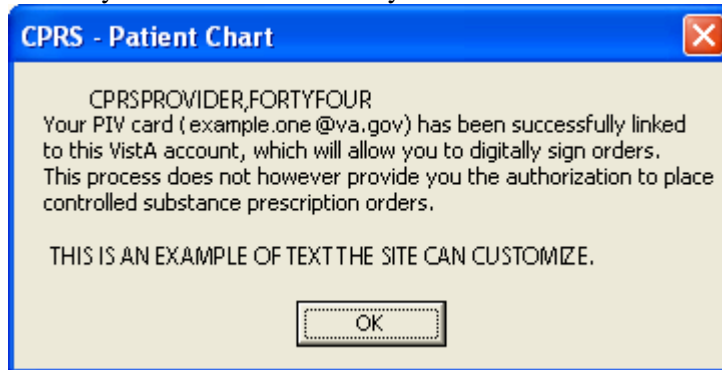 CPRS - Patient Chart
CPRSPROVIDER,FORTYFOUR
Your PIV card (example.one@va.gov) has been successfully linked
to this VistA account, which will allow you to digitally sign orders.
This process does not however provide you the authorization to place
controlled substance prescription orders.
THIS IS AN EXAMPLE OF TEXT THE SITE CAN CUSTOMIZE.
OK